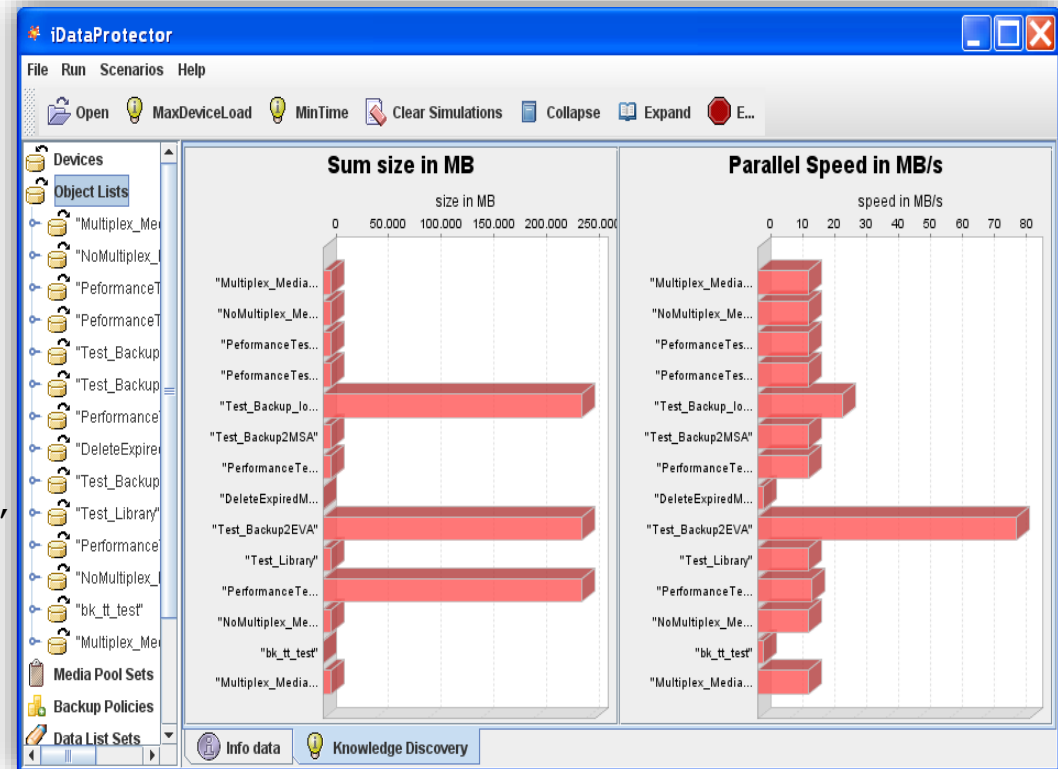 iDataProtector
File Run Scenarios Help
Open MaxDeviceLoad MinTime Clear Simulations Collapse Expand E...
Devices
Object Lists
"Multiplex_Me
"NoMultiplex_
"PeformanceT
"PeformanceT
"Test_Backup
"Test_Backup
"Performance
"DeleteExpire
"Test_Backup
"Test_Library"
"Performance
"NoMultiplex_
"bk_tt_test"
"Multiplex_Me
Media Pool Sets
Backup Policies
Data List Sets
Sum size in MB
size in MB
0 50.000 100.000 150.000 200.000 250.000
"Multiplex_Media...
"NoMultiplex_Me...
"PeformanceTes...
"PeformanceTes...
"Test_Backup_lo...
"Test_Backup2MSA"
"PerformanceTe...
"DeleteExpiredM...
"Test_Backup2EVA"
"Test_Library"
"PerformanceTe...
"NoMultiplex_Me...
"bk_tt_test"
"Multiplex_Media...
Parallel Speed in MB/s
speed in MB/s
0 10 20 30 40 50 60 70 80
"Multiplex_Media...
"NoMultiplex_Me...
"PeformanceTes...
"PeformanceTes...
"Test_Backup_lo...
"Test_Backup2MSA"
"PerformanceTe...
"DeleteExpiredM...
"Test_Backup2EVA"
"Test_Library"
"PerformanceTe...
"NoMultiplex_Me...
"bk_tt_test"
"Multiplex_Media...
Info data Knowledge Discovery